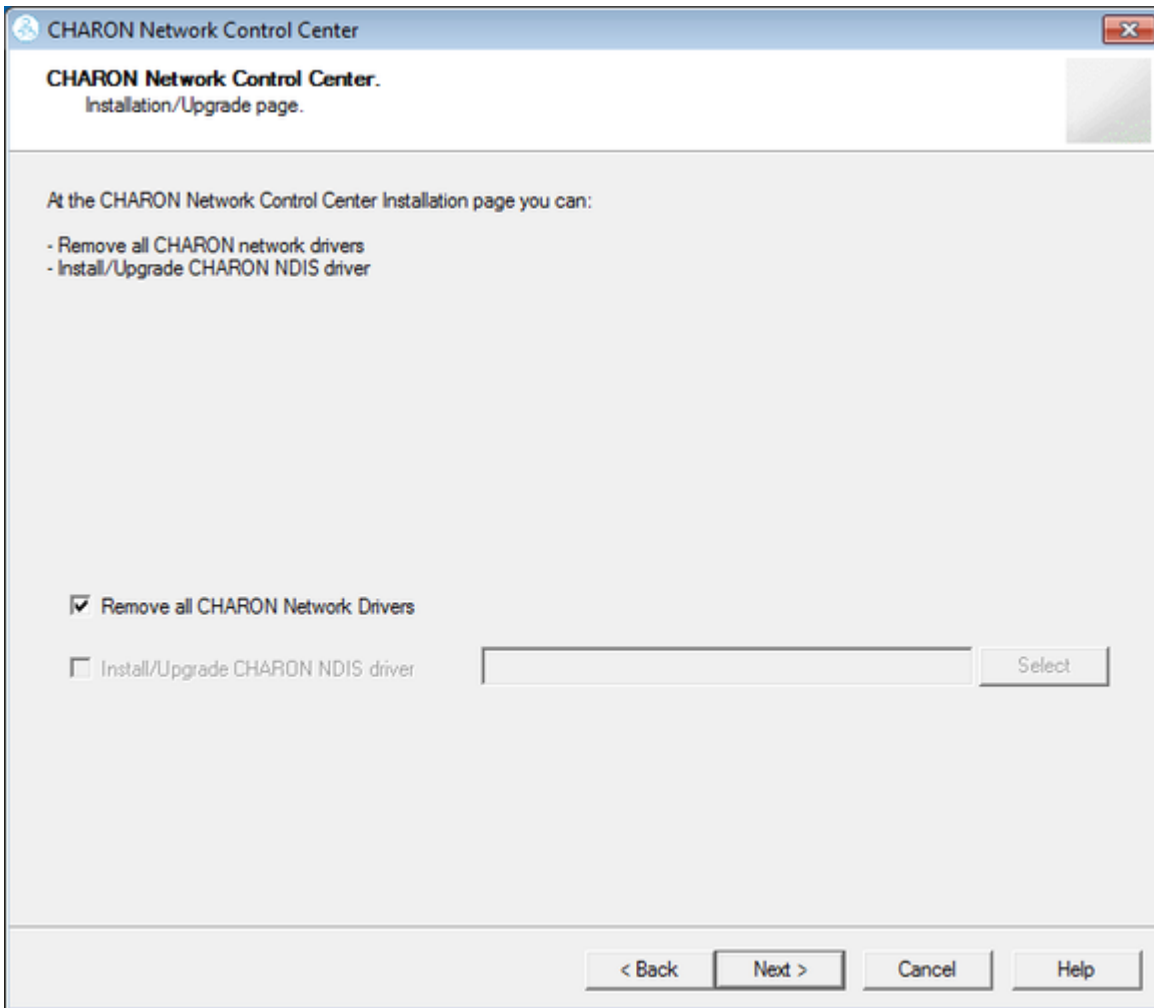 CHARON Network Control Center
CHARON Network Control Center.
Installation/Upgrade page.
At the CHARON Network Control Center Installation page you can:
- Remove all CHARON network drivers
- Install/Upgrade CHARON NDIS driver
Remove all CHARON Network Drivers
Install/Upgrade CHARON NDIS driver Select
< Back Next > Cancel Help